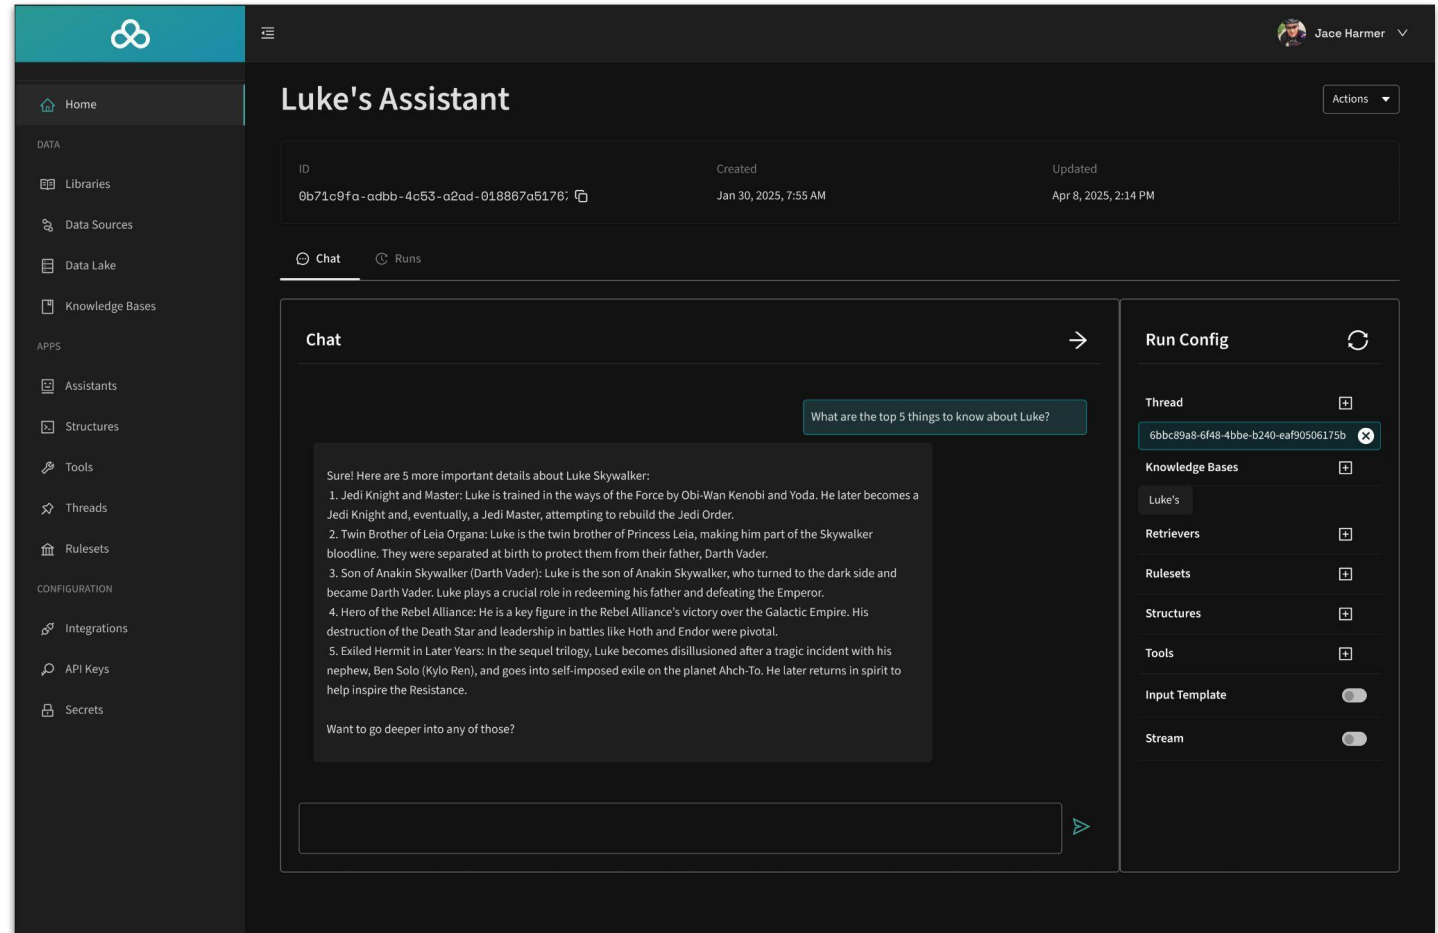 Jace Harmer
Home
DATA
Libraries
Data Sources
Data Lake
Knowledge Bases
APPS
Assistants
Structures
Tools
Threads
Rulesets
CONFIGURATION
Integrations
API Keys
Secrets
Luke's Assistant
Actions
ID
0b71c9fa-adbb-4c53-a2ad-018867a5176
Created
Jan 30, 2025, 7:55 AM
Updated
Apr 8, 2025, 2:14 PM
Chat
Runs
Chat
What are the top 5 things to know about Luke?
Sure! Here are 5 more important details about Luke Skywalker:
1. Jedi Knight and Master: Luke is trained in the ways of the Force by Obi-Wan Kenobi and Yoda. He later becomes a
Jedi Knight and, eventually, a Jedi Master, attempting to rebuild the Jedi Order.
2. Twin Brother of Leia Organa: Luke is the twin brother of Princess Leia, making him part of the Skywalker
bloodline. They were separated at birth to protect them from their father, Darth Vader.
3. Son of Anakin Skywalker (Darth Vader): Luke is the son of Anakin Skywalker, who turned to the dark side and
became Darth Vader. Luke plays a crucial role in redeeming his father and defeating the Emperor.
4. Hero of the Rebel Alliance: He is a key figure in the Rebel Alliance’s victory over the Galactic Empire. His
destruction of the Death Star and leadership in battles like Hoth and Endor were pivotal.
5. Exiled Hermit in Later Years: In the sequel trilogy, Luke becomes disillusioned after a tragic incident with his
nephew, Ben Solo (Kylo Ren), and goes into self-imposed exile on the planet Ahch-To. He later returns in spirit to
help inspire the Resistance.
Want to go deeper into any of those?
Run Config
Thread
6bbc89a8-6f48-4bbe-b240-eaf90506175b
Knowledge Bases
Luke's
Retrievers
Rulesets
Structures
Tools
Input Template
Stream